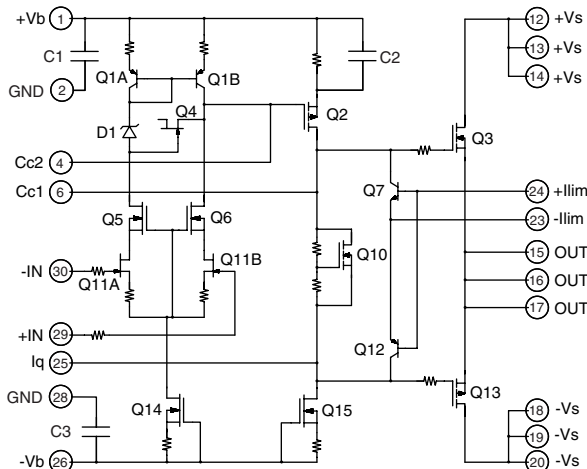 +Vb 1
12 +Vs
C1
C2
13 +Vs
GND 2
Q1A
Q1B
14 +Vs
Q4
Q2
D1
Q3
Cc2 4
Cc1 6
Q7
24 +Ilim
Q5
Q6
23 -Ilim
Q10
15 OUT
-IN 30
Q11A
Q11B
16 OUT
17 OUT
+IN 29
Q12
Iq 25
GND 28
Q14
Q15
Q13
18 -Vs
C3
19 -Vs
-Vb 26
20 -Vs